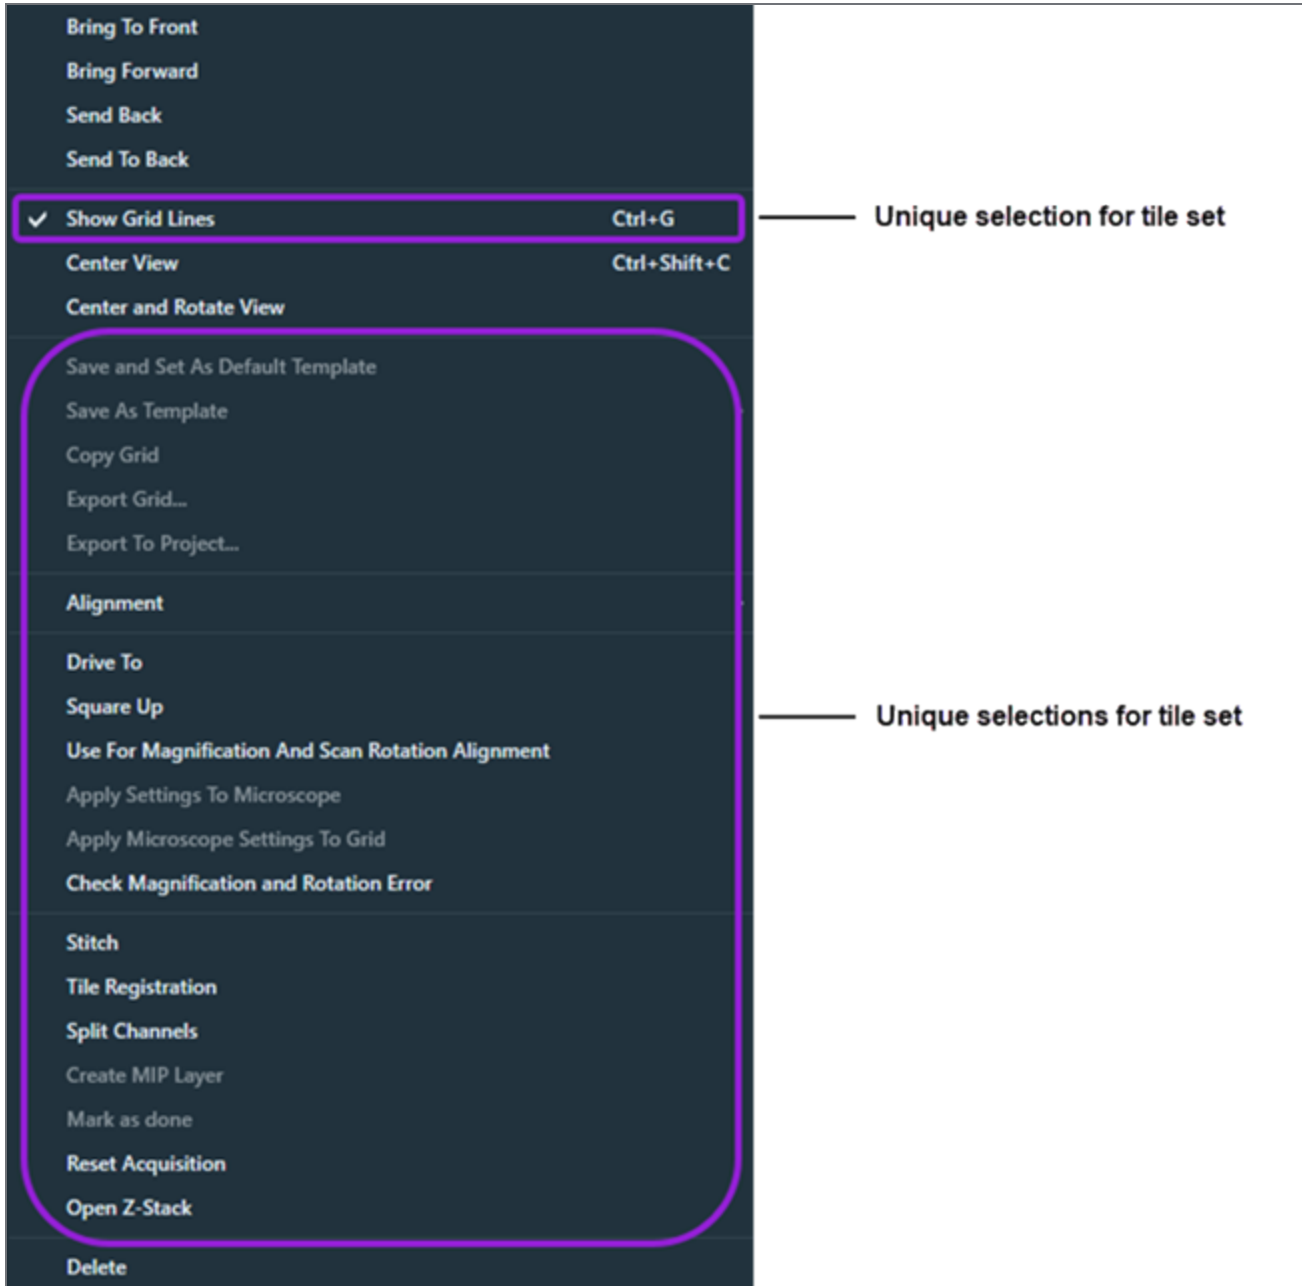 Bring To Front
Bring Forward
Send Back
Send To Back
Show Grid Lines Ctrl+G
Unique selection for tile set
Center View Ctrl+Shift+C
Center and Rotate View
Save and Set As Default Template
Save As Template
Copy Grid
Export Grid...
Export To Project...
Alignment
Drive To
Square Up
Unique selections for tile set
Use For Magnification And Scan Rotation Alignment
Apply Settings To Microscope
Apply Microscope Settings To Grid
Check Magnification and Rotation Error
Stitch
Tile Registration
Split Channels
Create MIP Layer
Mark as done
Reset Acquisition
Open Z-Stack
Delete